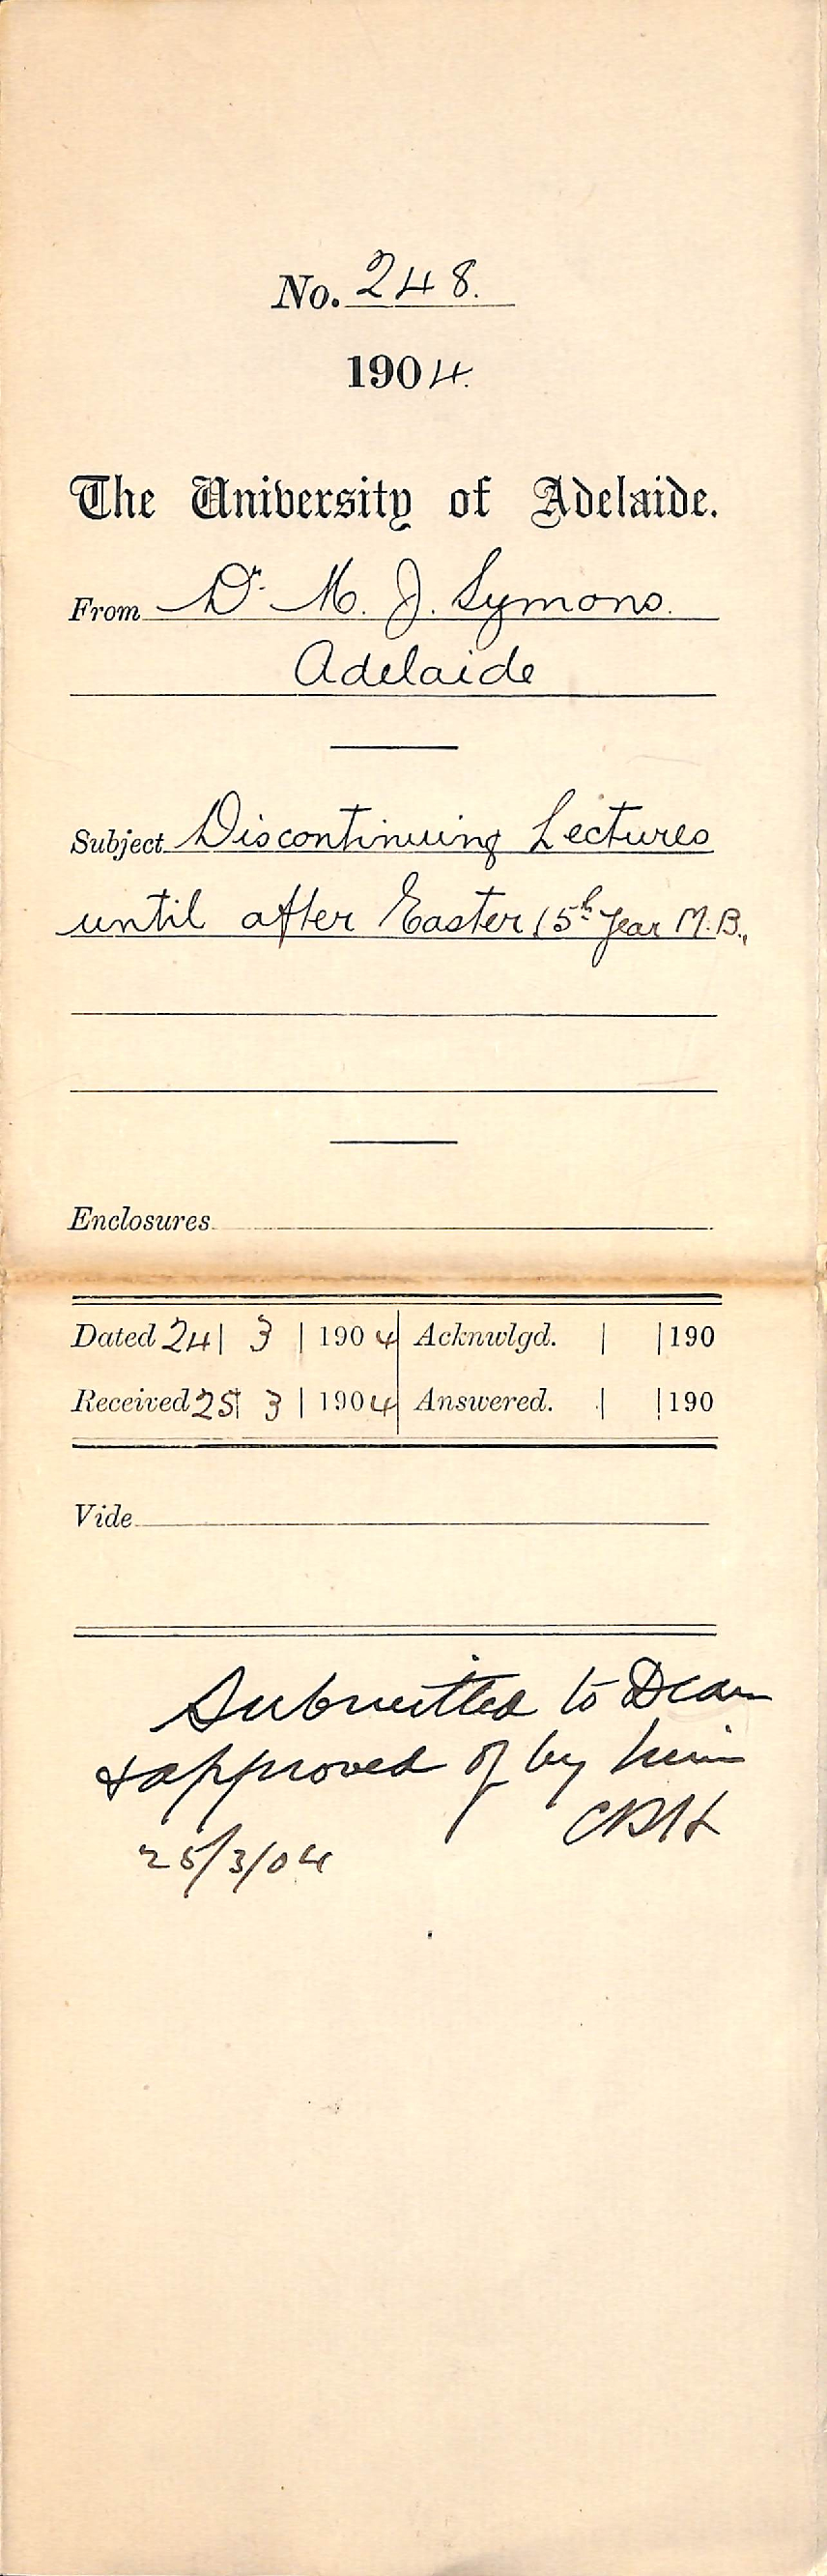 No. 248.
1904.
The University of Adelaide.
From Dr. M. J. Symons.
Adelaide
Subject Discontinuing Lectures
until after Easter (5th Year M.B.,
Enclosures
Dated 24 | 3 | 1904 Acknwlgd. | | 190
Received 25 | 3 | 1904 Answered. | | 190
Vide
Submitted to Dean
& approved of by him
25/3/04